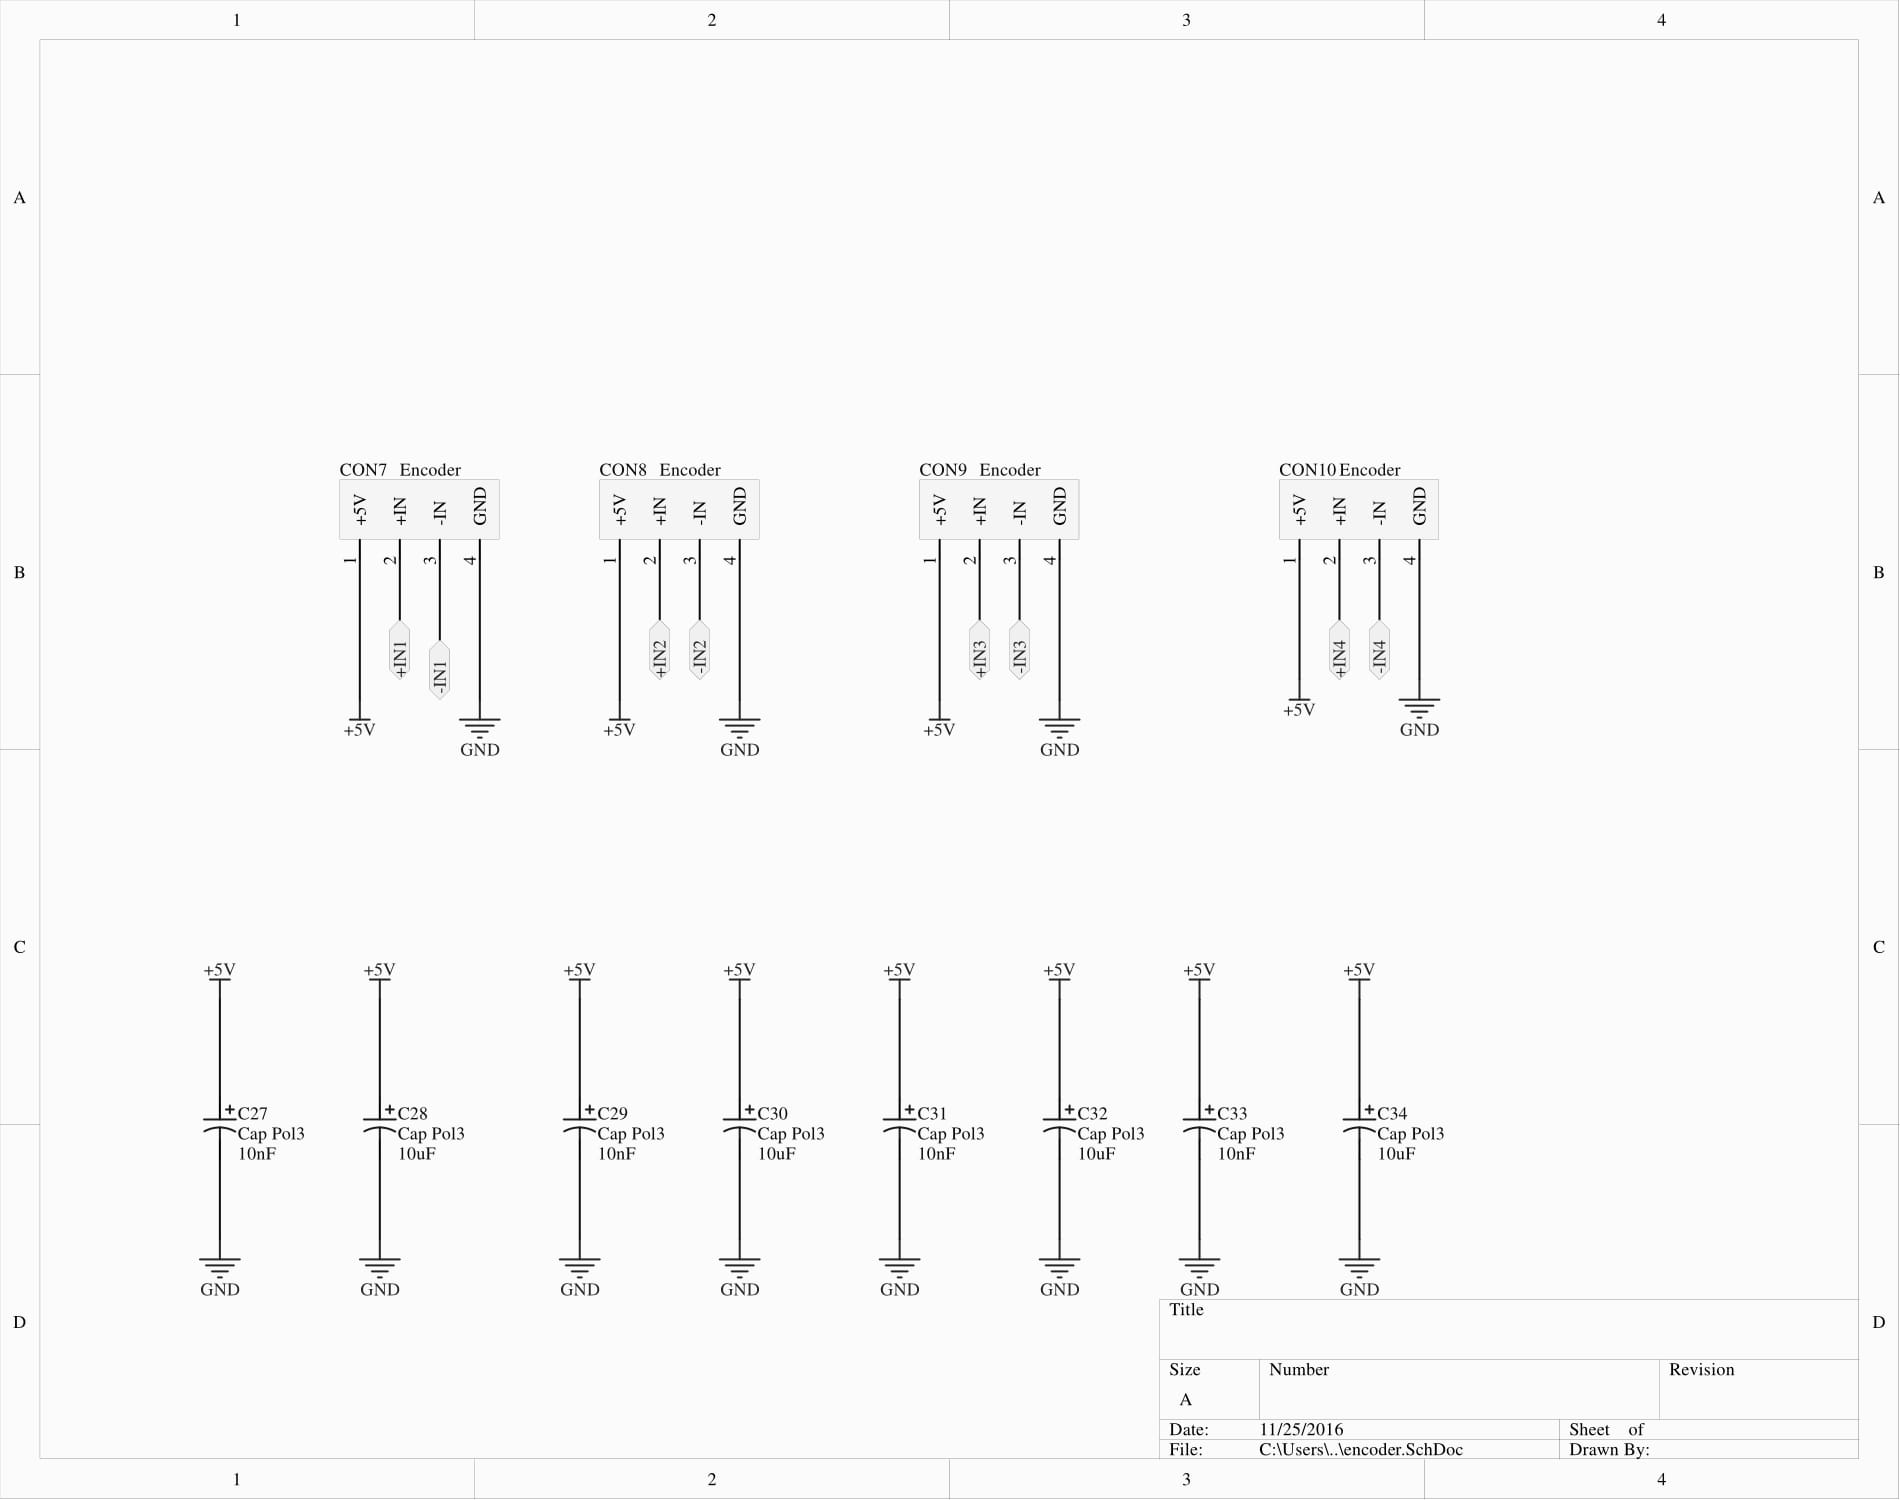 1 2 3 4
A A
CON7 Encoder CON8 Encoder CON9 Encoder CON10 Encoder
+5V +IN -IN GND +5V +IN -IN GND +5V +IN -IN GND +5V +IN -IN GND
1 2 3 4 1 2 3 4 1 2 3 4 1 2 3 4
B B
+IN1 -IN1 +IN2 -IN2 +IN3 -IN3 +IN4 -IN4
+5V +5V +5V +5V
GND GND GND GND
C C
+5V +5V +5V +5V +5V +5V +5V +5V
+ C27 + C28 + C29 + C30 + C31 + C32 + C33 + C34
Cap Pol3 Cap Pol3 Cap Pol3 Cap Pol3 Cap Pol3 Cap Pol3 Cap Pol3 Cap Pol3
10nF 10uF 10nF 10uF 10nF 10uF 10nF 10uF
GND GND GND GND GND GND GND GND
D D
Title
Size Number Revision
A
Date: 11/25/2016 Sheet of
File: C:\Users\..\encoder.SchDoc Drawn By:
1 2 3 4